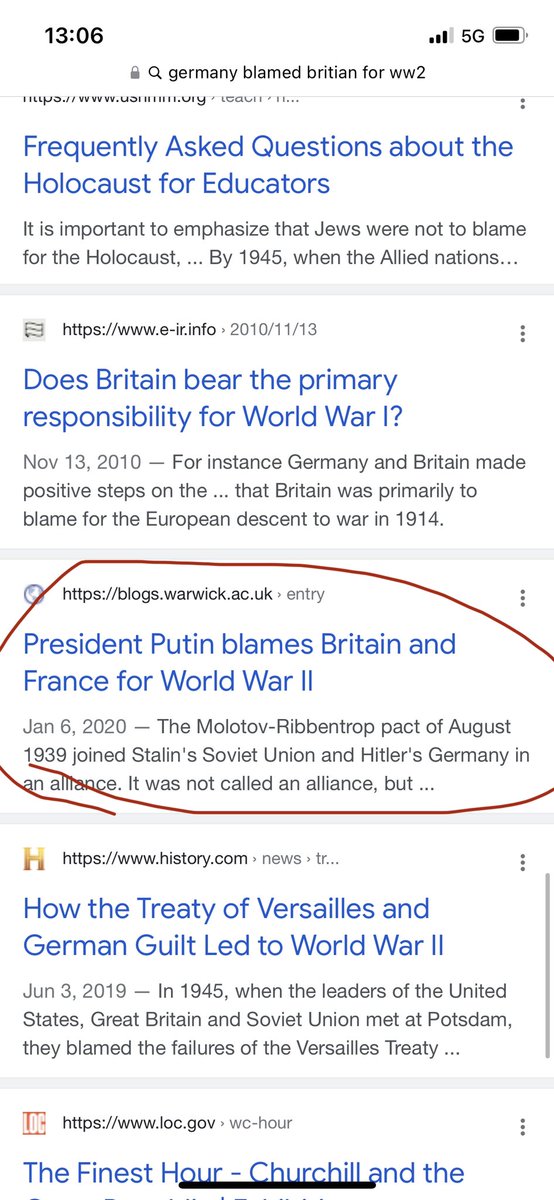 13:06
5G
germany blamed britian for ww2
https://www.ushmm.org › teach ›
Frequently Asked Questions about the
Holocaust for Educators
It is important to emphasize that Jews were not to blame
for the Holocaust, ... By 1945, when the Allied nations…
https://www.e-ir.info › 2010/11/13
Does Britain bear the primary
responsibility for World War I?
Nov 13, 2010 — For instance Germany and Britain made
positive steps on the ... that Britain was primarily to
blame for the European descent to war in 1914.
https://blogs.warwick.ac.uk › entry
President Putin blames Britain and
France for World War II
Jan 6, 2020 — The Molotov-Ribbentrop pact of August
1939 joined Stalin's Soviet Union and Hitler's Germany in
an alliance. It was not called an alliance, but ...
H
https://www.history.com › news › tr...
How the Treaty of Versailles and
German Guilt Led to World War II
Jun 3, 2019 — In 1945, when the leaders of the United
States, Great Britain and Soviet Union met at Potsdam,
they blamed the failures of the Versailles Treaty ...
LOC
https://www.loc.gov › wc-hour
The Finest Hour - Churchill and the